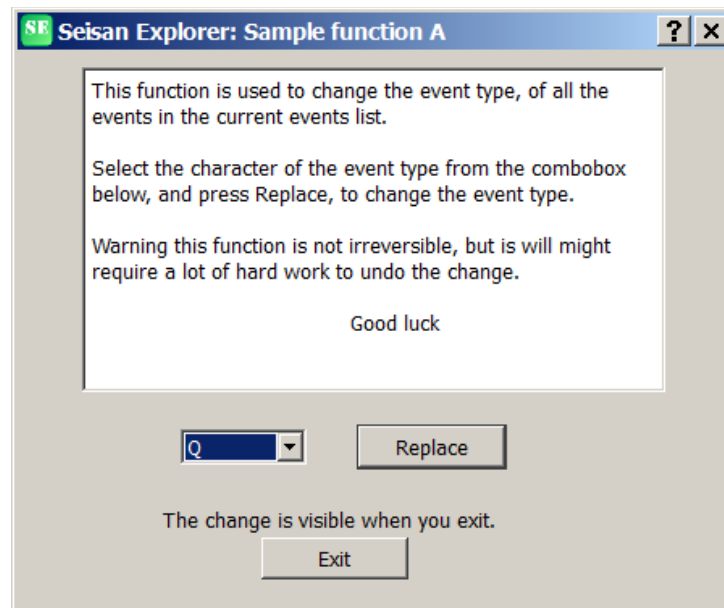 SE Seisan Explorer: Sample function A ? ×
This function is used to change the event type, of all the
events in the current events list.
Select the character of the event type from the combobox
below, and press Replace, to change the event type.
Warning this function is not irreversible, but is will might
require a lot of hard work to undo the change.
Good luck
Q Replace
The change is visible when you exit.
Exit